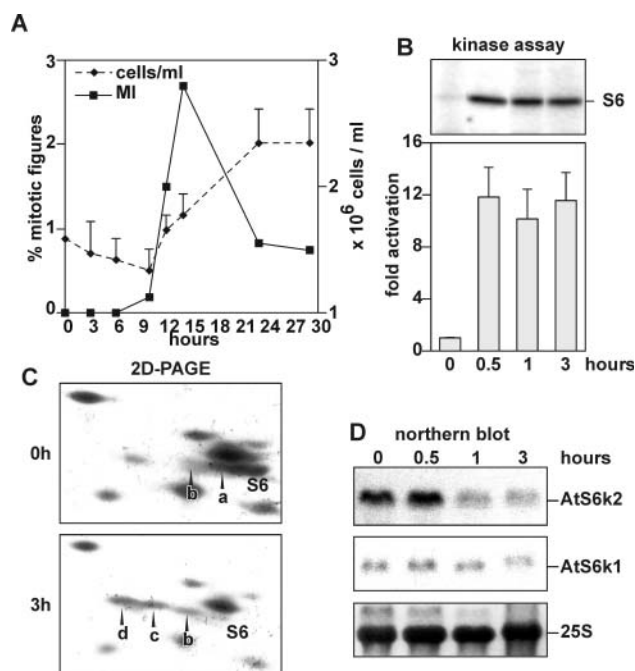 A
cells/ml
MI
3
2
1
0
% mitotic figures
3
2
1
x 10⁶ cells / ml
0 3 6 9 12 15 18 21 24 27 30
hours
B
kinase assay
S6
16
12
8
4
0
fold activation
0 0.5 1 3 hours
C
2D-PAGE
0h
b a S6
3h
d c b S6
D
northern blot
0 0.5 1 3 hours
AtS6k2
AtS6k1
25S